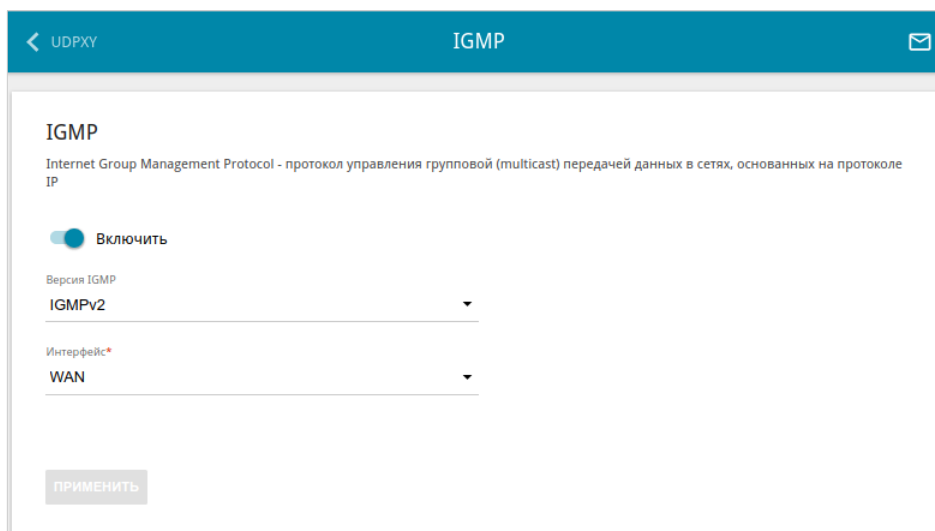 UDPXY
IGMP
IGMP
Internet Group Management Protocol - протокол управления групповой (multicast) передачей данных в сетях, основанных на протоколе
IP
Включить
Версия IGMP
IGMPv2
Интерфейс*
WAN
ПРИМЕНИТЬ